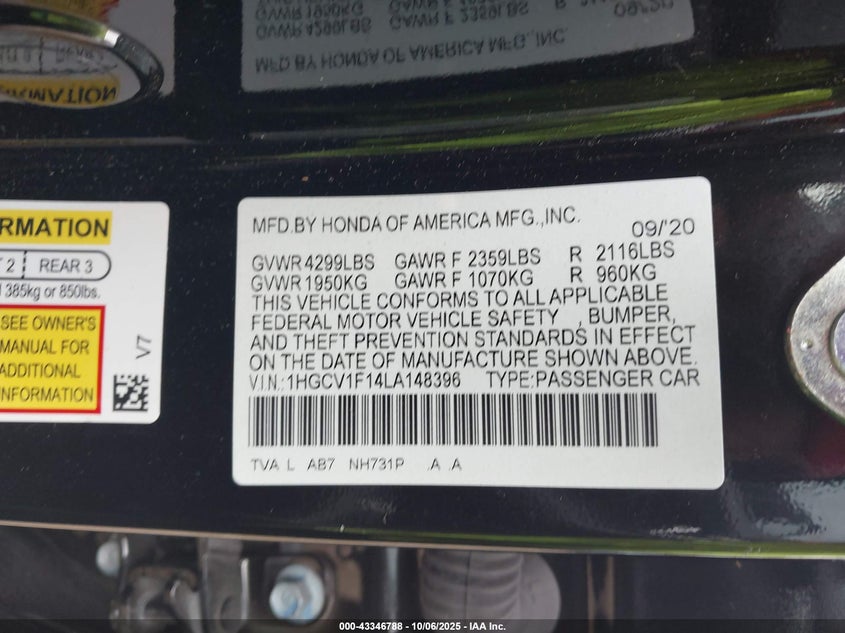 MFD.BY HONDA OF AMERICA MFG.,INC.
09/'20
GVWR 4299LBS GAWR F 2359LBS R 2116LBS
GVWR 1950KG GAWR F 1070KG R 960KG
THIS VEHICLE CONFORMS TO ALL APPLICABLE
FEDERAL MOTOR VEHICLE SAFETY , BUMPER,
AND THEFT PREVENTION STANDARDS IN EFFECT
ON THE DATE OF MANUFACTURE SHOWN ABOVE.
V.I.N.:1HGCV1F14LA148396 TYPE:PASSENGER CAR
TVA L AB7 NH731P .A .A
REAR 3
385kg or 850lbs.
SEE OWNER'S
MANUAL FOR
ADDITIONAL
INFORMATION
V7
000-43346788 - 10/06/2025 - IAA Inc.